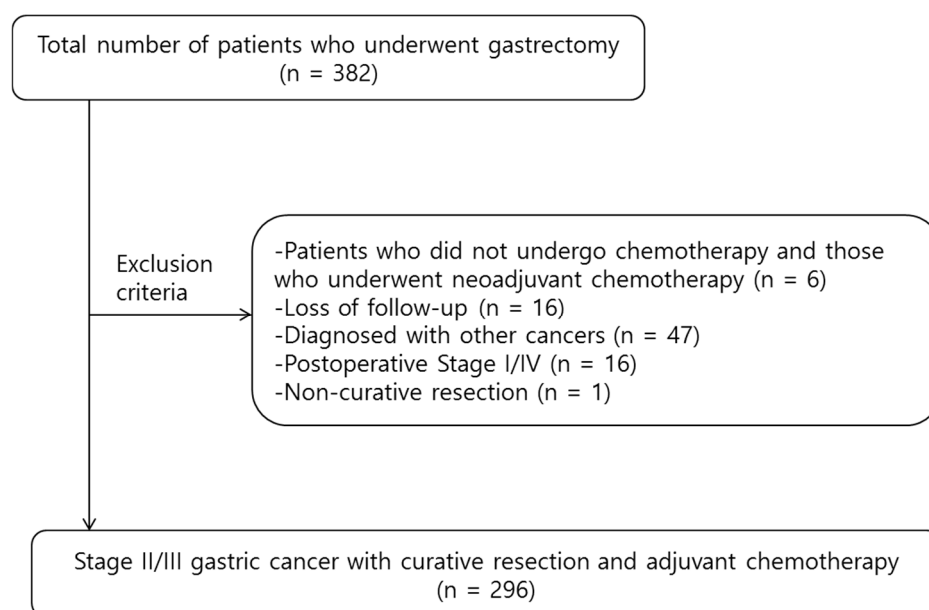 Total number of patients who underwent gastrectomy
(n = 382)
Exclusion
criteria
-Patients who did not undergo chemotherapy and those
who underwent neoadjuvant chemotherapy (n = 6)
-Loss of follow-up (n = 16)
-Diagnosed with other cancers (n = 47)
-Postoperative Stage I/IV (n = 16)
-Non-curative resection (n = 1)
Stage II/III gastric cancer with curative resection and adjuvant chemotherapy
(n = 296)